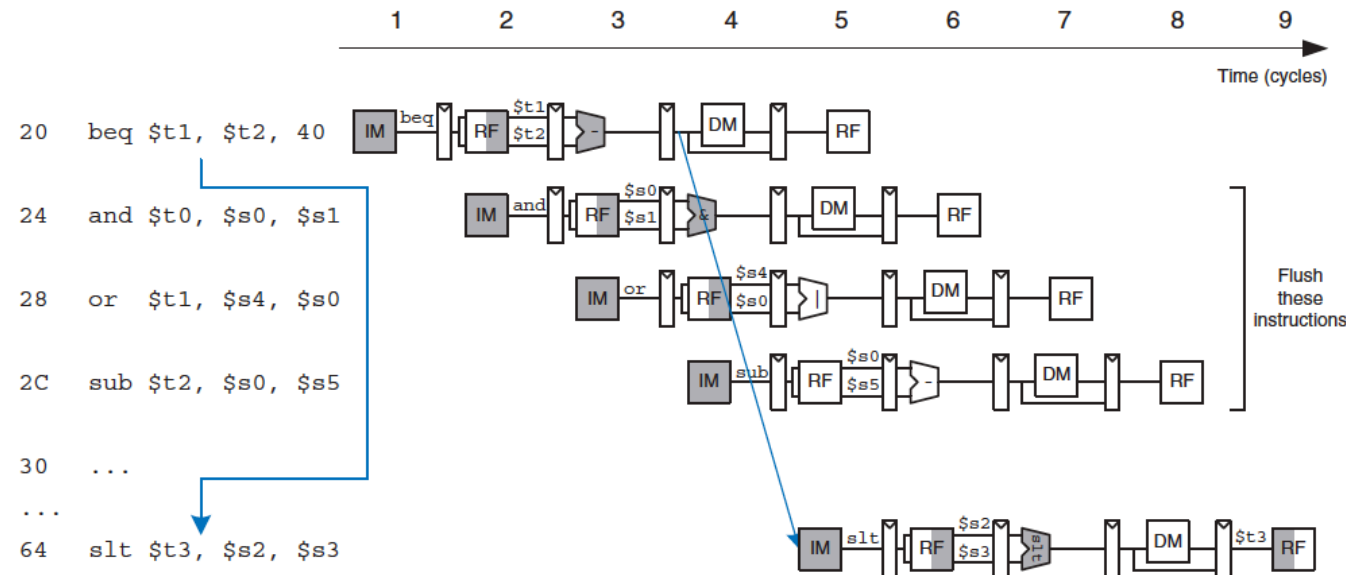 1 2 3 4 5 6 7 8 9
Time (cycles)
20 beq $t1, $t2, 40 IM beq RF $t1 $t2 - DM RF
24 and $t0, $s0, $s1 IM and RF $s0 $s1 & DM RF
28 or $t1, $s4, $s0 IM or RF $s4 $s0 | DM RF
2C sub $t2, $s0, $s5 IM sub RF $s0 $s5 - DM RF
Flush
these
instructions
30 ...
...
64 slt $t3, $s2, $s3 IM slt RF $s2 $s3 slt DM $t3 RF